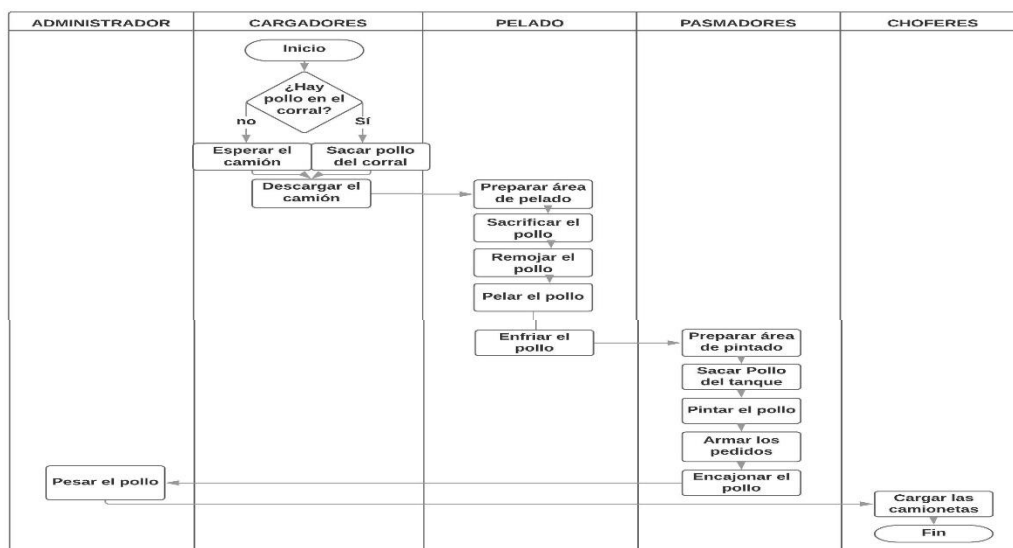 ADMINISTRADOR
CARGADORES
PELADO
PASMADORES
CHOFERES
Inicio
¿Hay
pollo en el
corral?
no
Sí
Esperar el
camión
Sacar pollo
del corral
Descargar el
camión
Preparar área
de pelado
Sacrificar el
pollo
Remojar el
pollo
Pelar el pollo
Enfriar el
pollo
Preparar área
de pintado
Sacar Pollo
del tanque
Pintar el pollo
Armar los
pedidos
Encajonar el
pollo
Pesar el pollo
Cargar las
camionetas
Fin